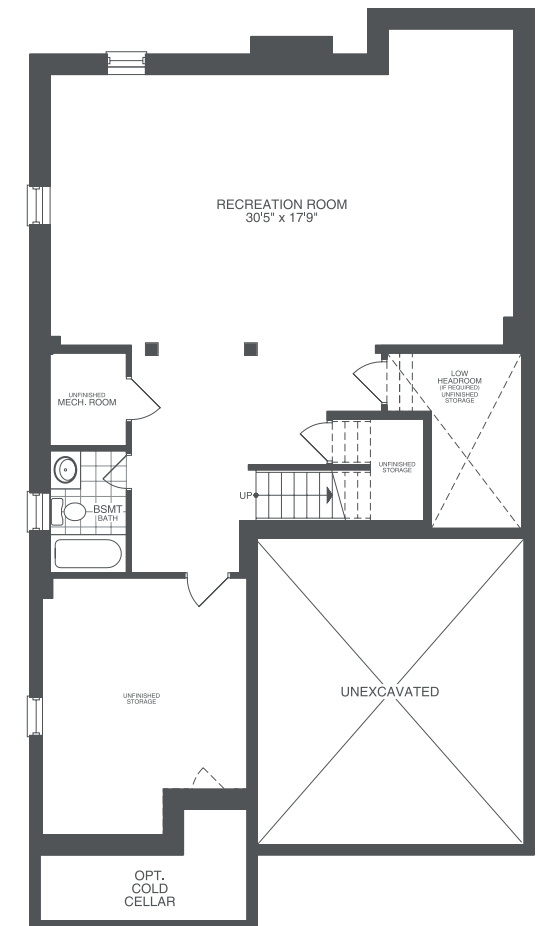 RECREATION ROOM
30'5" x 17'9"
LOW
HEADROOM
(IF REQUIRED)
UNFINISHED
STORAGE
UNFINISHED
MECH. ROOM
UNFINISHED
STORAGE
UP
BSMT
BATH
UNFINISHED
STORAGE
UNEXCAVATED
OPT.
COLD
CELLAR